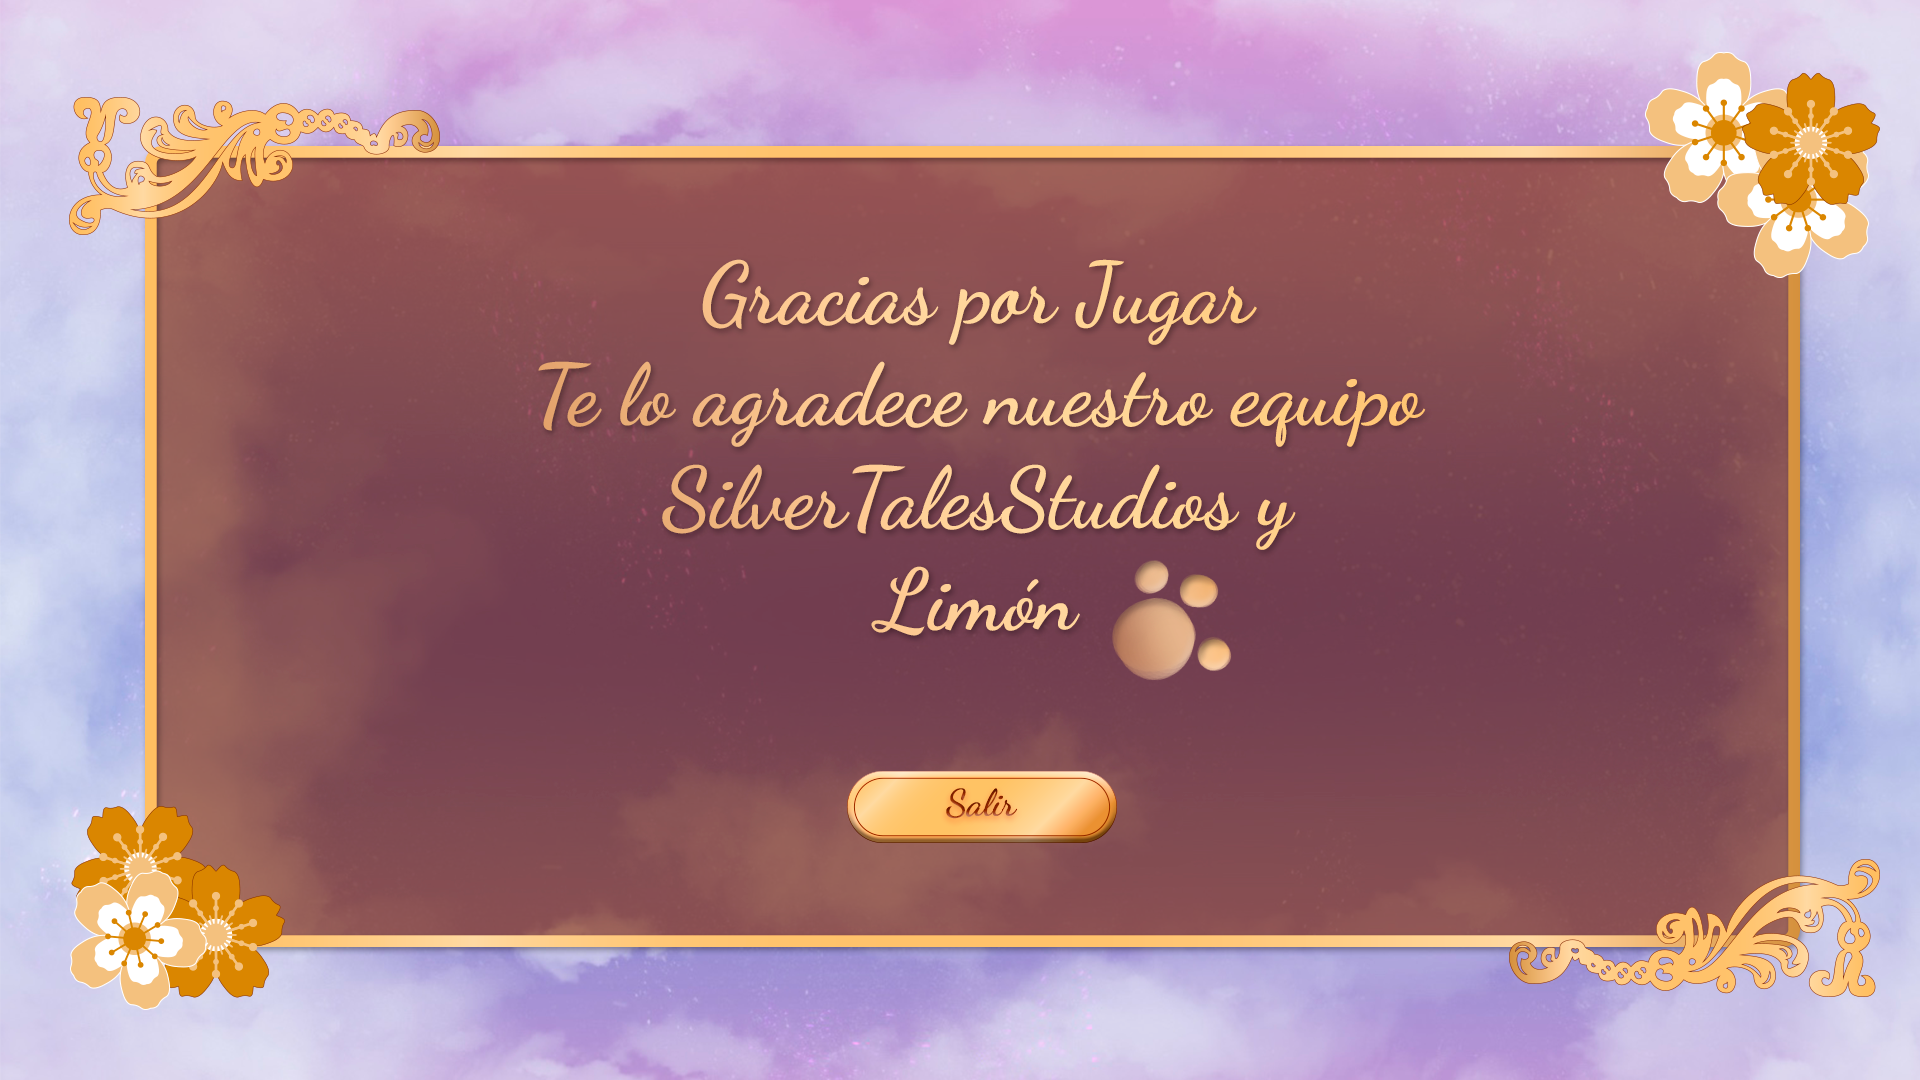 Gracias por Jugar
Te lo agradece nuestro equipo
SilverTalesStudios y
Limón
Salir